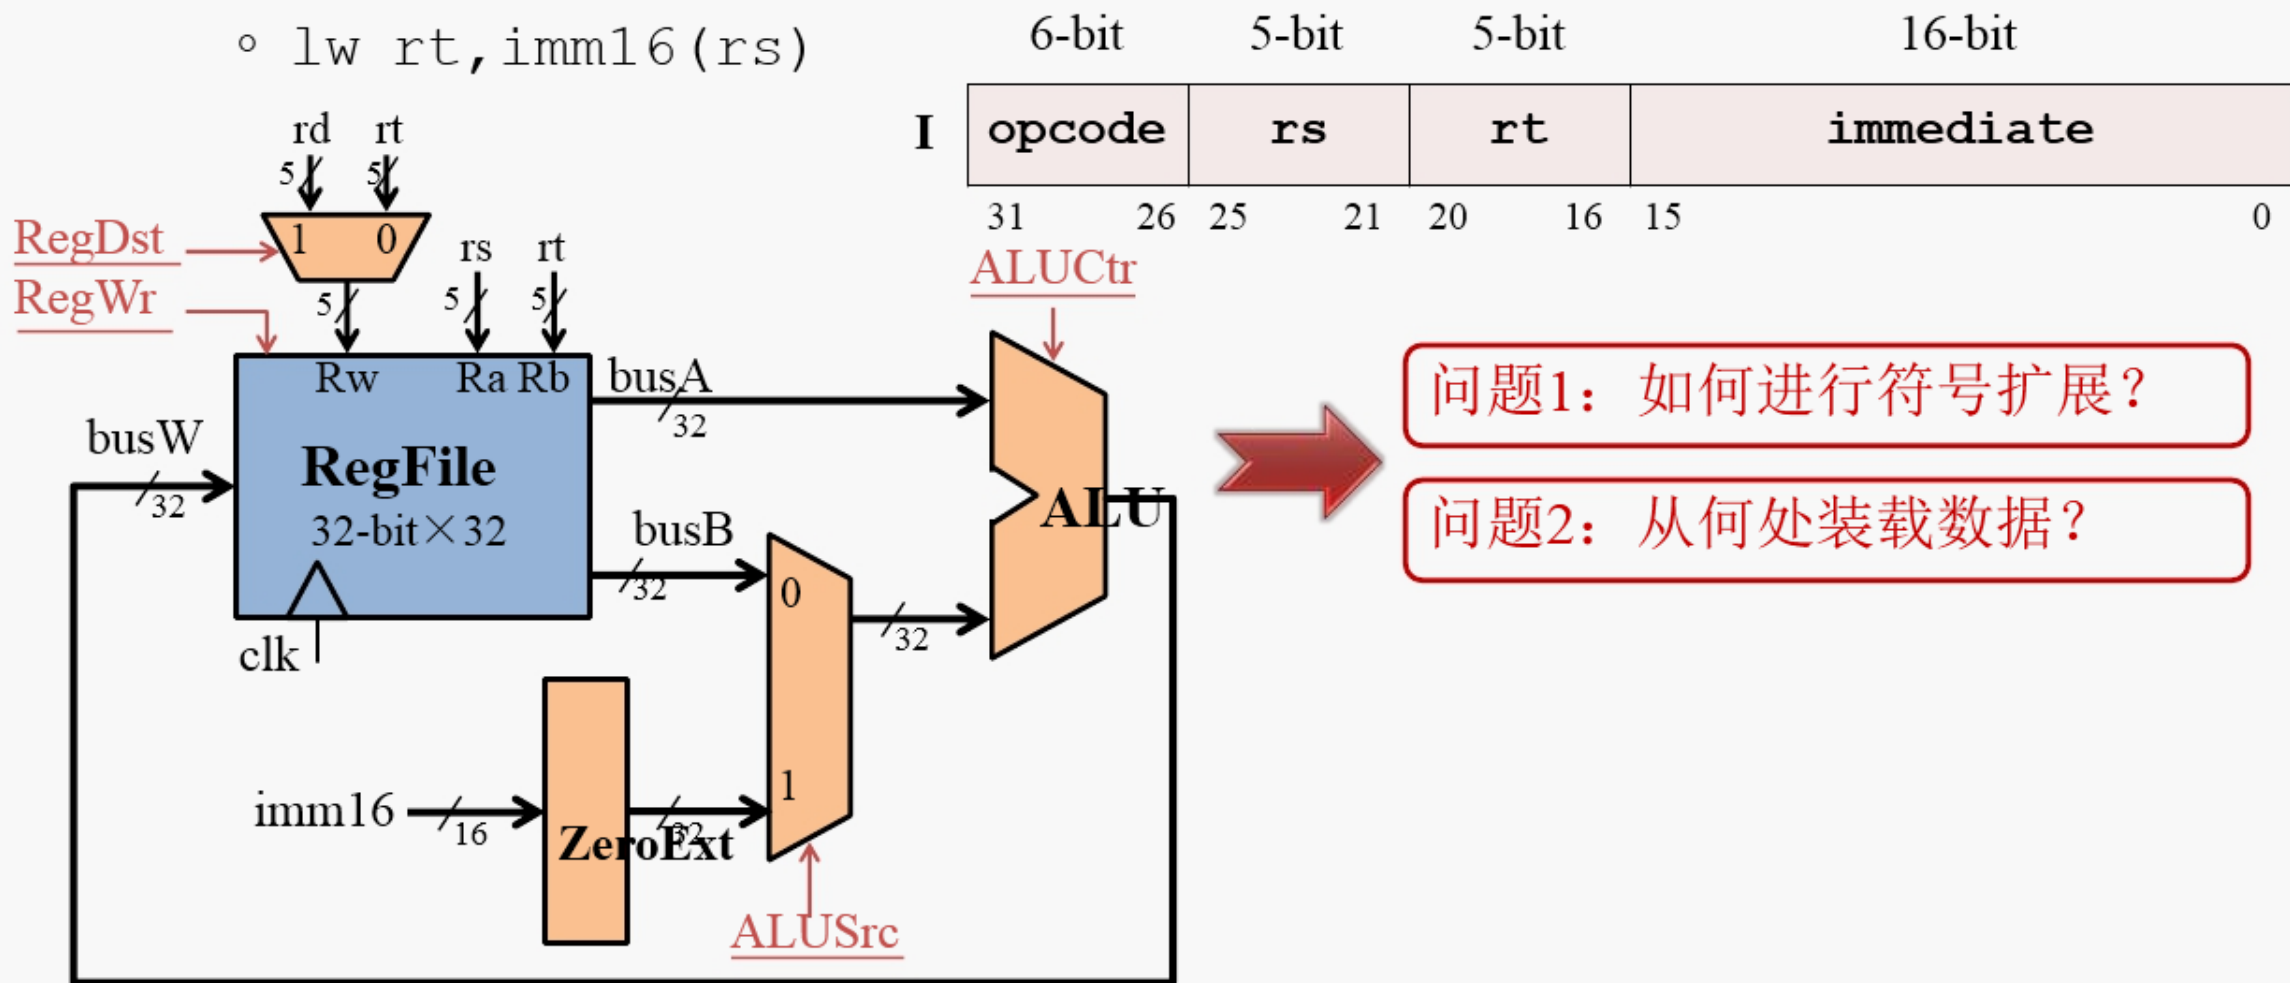 ◦ lw rt,imm16(rs)
6-bit 5-bit 5-bit 16-bit
I opcode rs rt immediate
31 26 25 21 20 16 15 0
rd rt
5 5
RegDst
1 0
RegWr
5
rs rt
5 5
ALUCtr
Rw Ra Rb
busA
32
busW
32
RegFile
32-bit×32
clk
busB
32
0
1
32
ALU
imm16
16
ZeroExt
32
ALUSrc
问题1：如何进行符号扩展？
问题2：从何处装载数据？